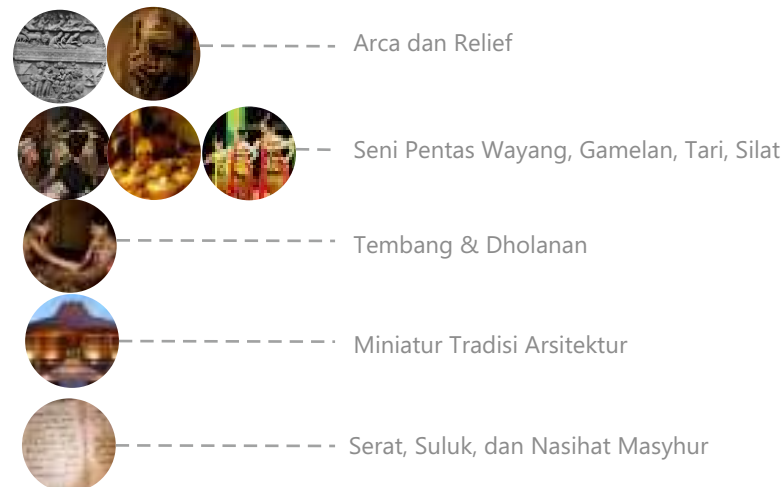 Arca dan Relief
Seni Pentas Wayang, Gamelan, Tari, Silat
Tembang & Dholanan
Miniatur Tradisi Arsitektur
Serat, Suluk, dan Nasihat Masyhur